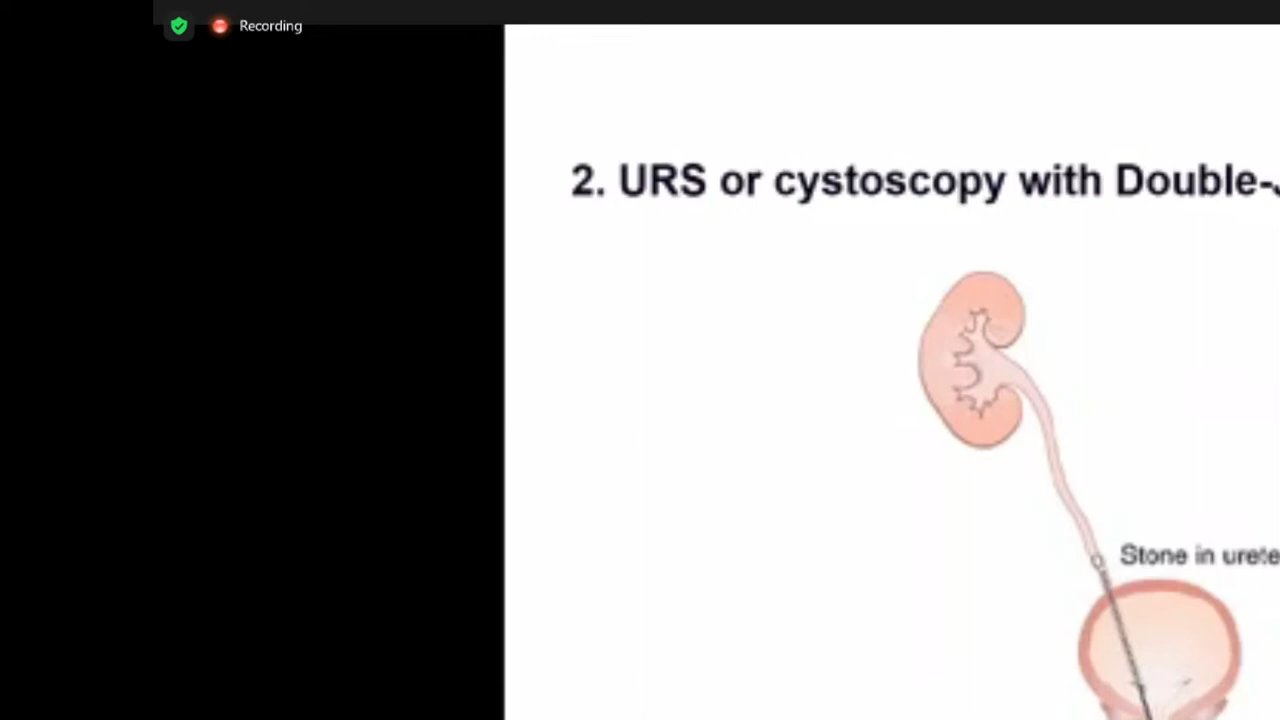 Recording
2. URS or cystoscopy with Double-
Stone in urete